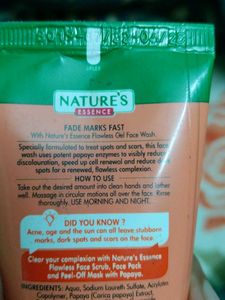 NATURE'S
ESSENCE
FADE MARKS FAST
With Nature's Essence Flawless Gel Face Wash.
Specially formulated to treat spots and scars, this face
wash uses potent papaya enzymes to visibly reduce
discolouration, speed up cell renewal and reduce dark
spots for a renewed, flawless complexion.
HOW TO USE
Take out the desired amount into clean hands and lather
well. Massage in circular motions all over the face. Rinse
thoroughly. USE MORNING AND NIGHT.
DID YOU KNOW ?
Acne, age and the sun can all leave stubborn
marks, dark spots and scars on the face.
Clear your complexion with Nature's Essence
Flawless Face Scrub, Face Pack
and Peel-Off Mask with Papaya.
INGREDIENTS: Aqua, Sodium Laureth Sulfate, Acrylates
Copolymer, Papaya (Carica papaya) Extract,